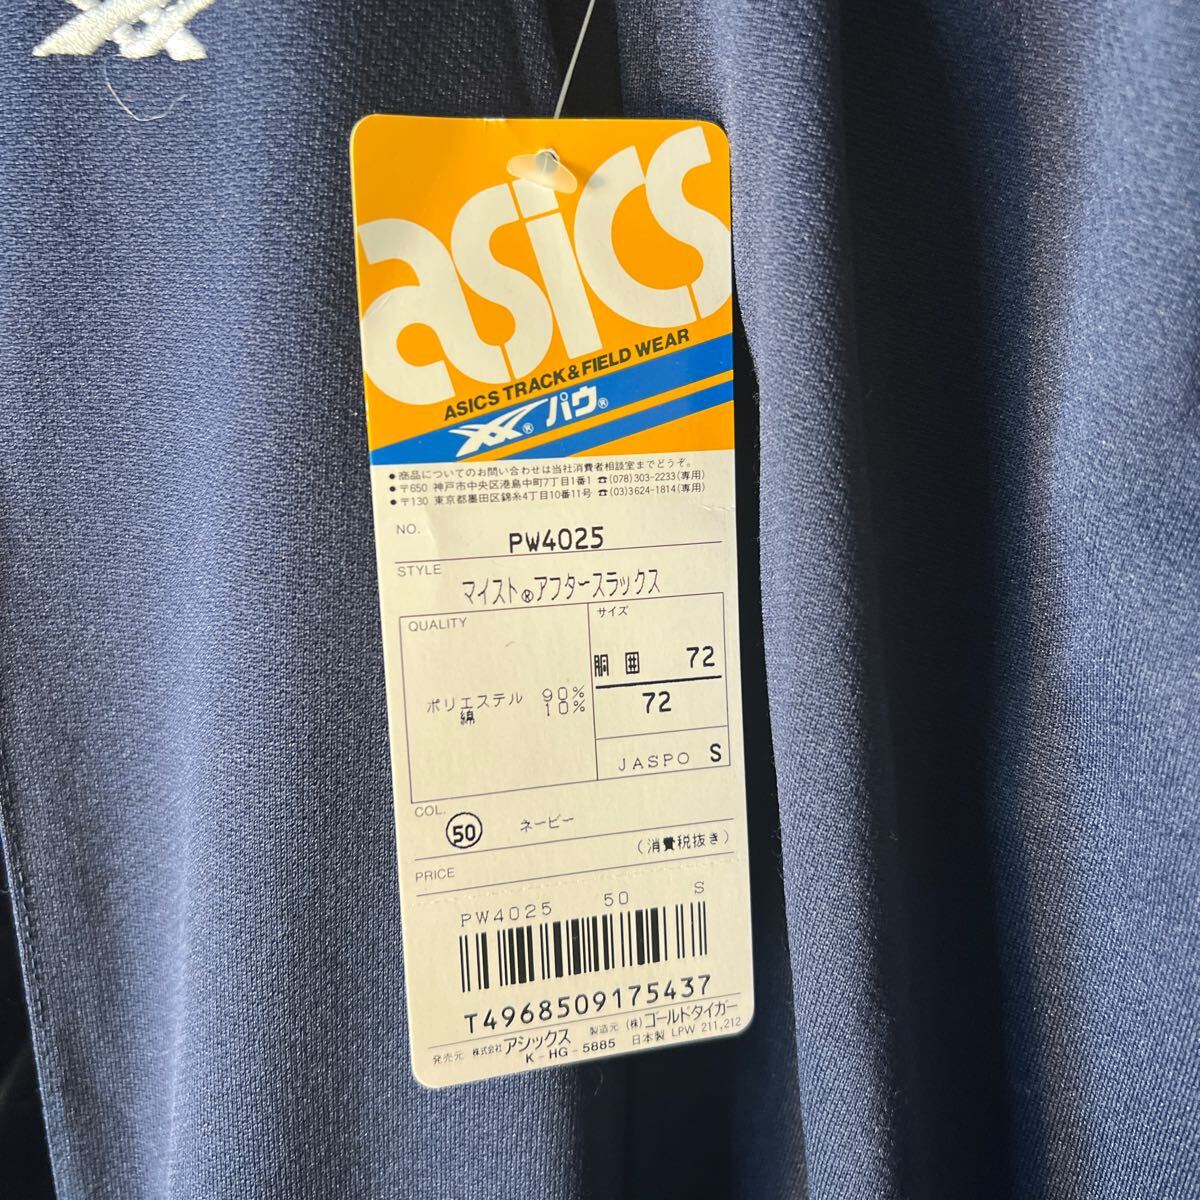 asics
ASICS TRACK&FIELD WEAR
® パウ®
●商品についてのお問い合わせは当社消費者相談室までどうぞ。
●〒650 神戸市中央区港島中町7丁目1番1 ☎(078)303-2233(専用)
●〒130 東京都墨田区錦糸4丁目10番11号 ☎(03)3624-1814(専用)
NO. PW4025
STYLE マイスト®アフタースラックス
QUALITY
ポリエステル 90%
綿 10%
サイズ
胴囲 72
72
JASPO S
COL. 50 ネービー
(消費税抜き)
PRICE
PW4025 50 S
T4968509175437
発売元 株式会社 アシックス 製造元 (株)ゴールドタイガー
K-HG-5885 日本製 LPW 211,212